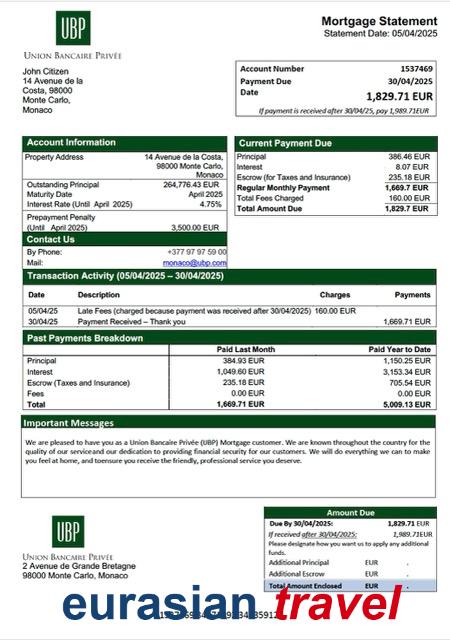 UBP
Mortgage Statement
Statement Date: 05/04/2025
UNION BANCAIRE PRIVÉE
John Citizen
14 Avenue de la
Costa, 98000
Monte Carlo,
Monaco
Account Number 1537469
Payment Due 30/04/2025
Date 1,829.71 EUR
If payment is received after 30/04/25, pay 1,989.71EUR
Account Information
Property Address 14 Avenue de la Costa,
98000 Monte Carlo,
Monaco
Outstanding Principal 264,776.43 EUR
Maturity Date April 2025
Interest Rate (Until April 2025) 4.75%
Prepayment Penalty
(Until April 2025) 3,500.00 EUR
Contact Us
By Phone: +377 97 97 59 00
Mail: monaco@ubp.com
Current Payment Due
Principal 386.46 EUR
Interest 8.07 EUR
Escrow (for Taxes and Insurance) 235.18 EUR
Regular Monthly Payment 1,669.7 EUR
Total Fees Charged 160.00 EUR
Total Amount Due 1,829.7 EUR
Transaction Activity (05/04/2025 – 30/04/2025)
Date Description Charges Payments
05/04/25 Late Fees (charged because payment was received after 30/04/2025) 160.00 EUR
30/04/25 Payment Received – Thank you 1,669.71 EUR
Past Payments Breakdown
Paid Last Month Paid Year to Date
Principal 384.93 EUR 1,150.25 EUR
Interest 1,049.60 EUR 3,153.34 EUR
Escrow (Taxes and Insurance) 235.18 EUR 705.54 EUR
Fees 0.00 EUR 0.00 EUR
Total 1,669.71 EUR 5,009.13 EUR
Important Messages
We are pleased to have you as a Union Bancaire Privée (UBP) Mortgage customer. We are known throughout the country for the
quality of our serviceand our dedication to providing financial security for our customers. We will do everything we can to make
you feel at home, and toensure you receive the friendly, professional service you deserve.
UBP
UNION BANCAIRE PRIVÉE
2 Avenue de Grande Bretagne
98000 Monte Carlo, Monaco
Amount Due
Due By 30/04/2025: 1,829.71 EUR
If received after 30/04/2025: 1,989.71EUR
Please designate how you want us to apply any additional
funds.
Additional Principal EUR .
Additional Escrow EUR .
Total Amount Enclosed EUR .
eurasian travel